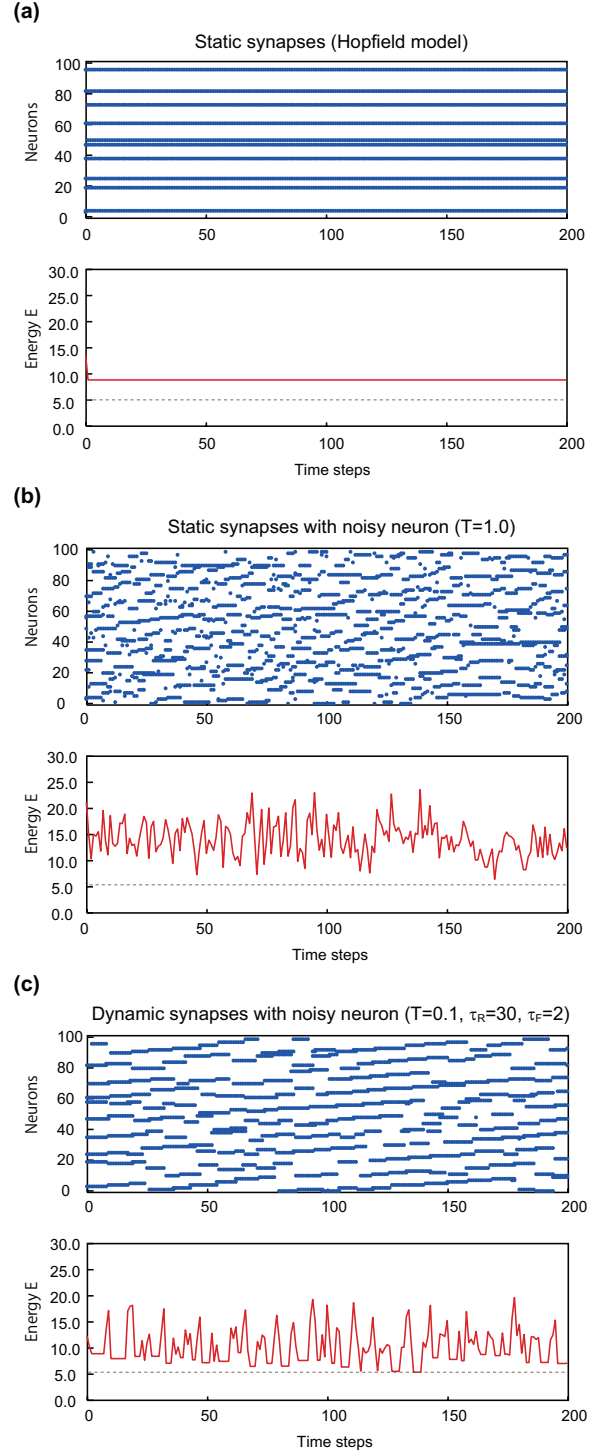 (a)
Static synapses (Hopfield model)
100
80
60
40
20
0
Neurons
0 50 100 150 200
30.0
25.0
20.0
15.0
10.0
5.0
0.0
Energy E
0 50 100 150 200
Time steps
(b)
Static synapses with noisy neuron (T=1.0)
100
80
60
40
20
0
Neurons
0 50 100 150 200
30.0
25.0
20.0
15.0
10.0
5.0
0.0
Energy E
0 50 100 150 200
Time steps
(c)
Dynamic synapses with noisy neuron (T=0.1, τR=30, τF=2)
100
80
60
40
20
0
Neurons
0 50 100 150 200
30.0
25.0
20.0
15.0
10.0
5.0
0.0
Energy E
0 50 100 150 200
Time steps